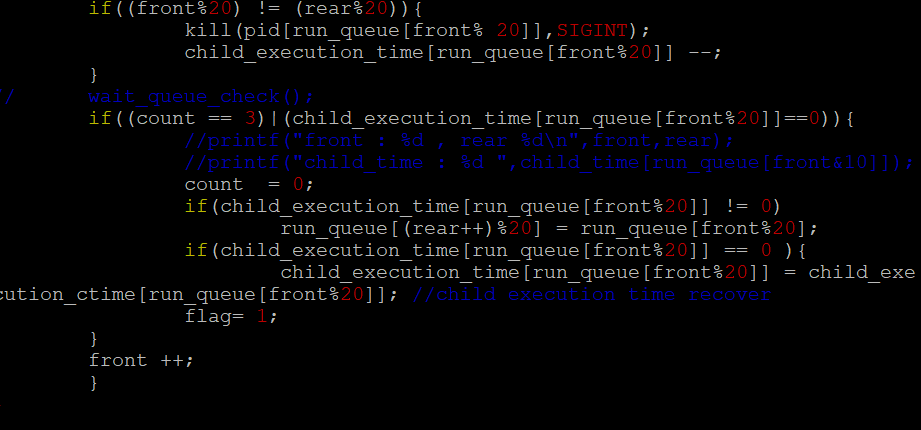 if((front%20) != (rear%20)){
kill(pid[run_queue[front% 20]],SIGINT);
child_execution_time[run_queue[front%20]] --;
}
// wait_queue_check();
if((count == 3)|(child_execution_time[run_queue[front%20]]==0)){
//printf("front : %d , rear %d\n",front,rear);
//printf("child_time : %d ",child_time[run_queue[front&10]]);
count  = 0;
if(child_execution_time[run_queue[front%20]] != 0)
run_queue[(rear++)%20] = run_queue[front%20];
if(child_execution_time[run_queue[front%20]] == 0 ){
child_execution_time[run_queue[front%20]] = child_exe
cution_ctime[run_queue[front%20]]; //child execution time recover
flag= 1;
}
front ++;
}